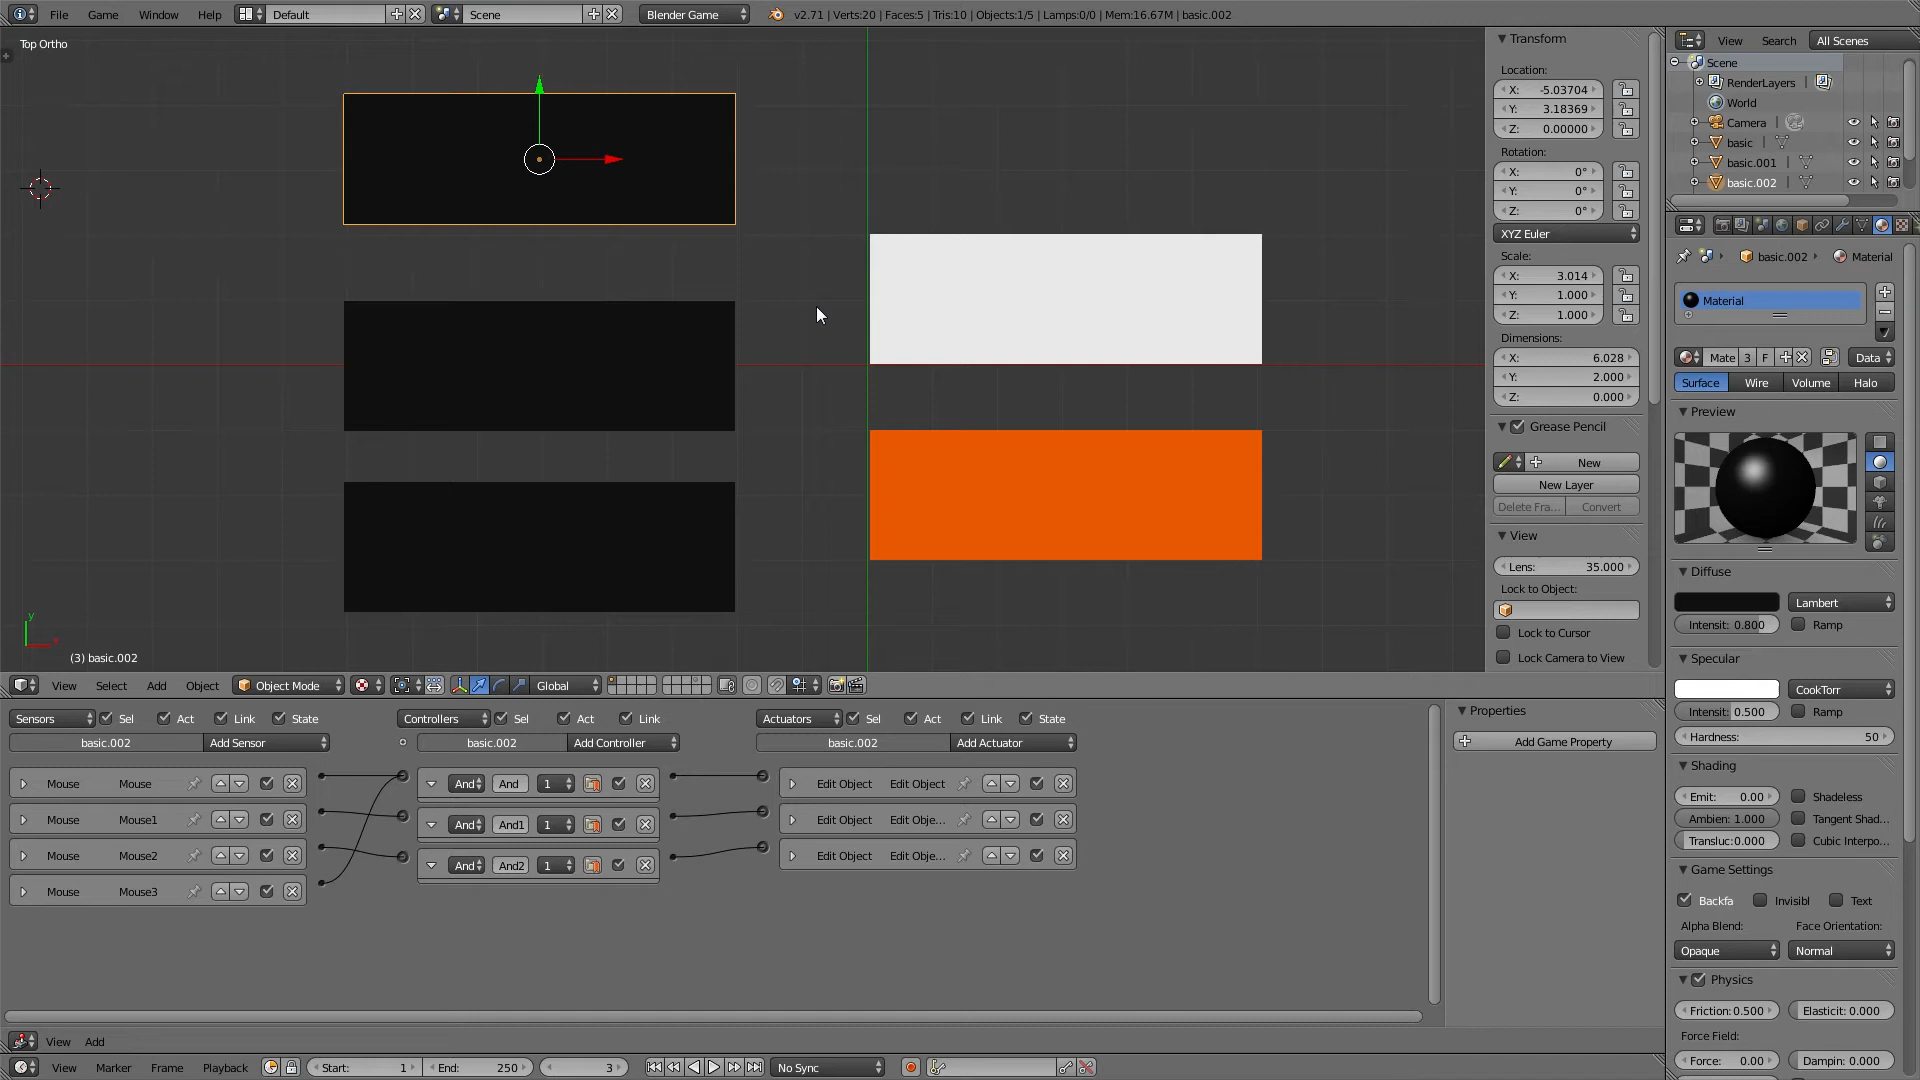 File Game Window Help Default Scene Blender Game v2.71 | Verts:20 | Faces:5 | Tris:10 | Objects:1/5 | Lamps:0/0 | Mem:16.67M | basic.002
Top Ortho
(3) basic.002
y
x
Transform
Location:
X: -5.03704
Y: 3.18369
Z: 0.00000
Rotation:
X: 0°
Y: 0°
Z: 0°
XYZ Euler
Scale:
X: 3.014
Y: 1.000
Z: 1.000
Dimensions:
X: 6.028
Y: 2.000
Z: 0.000
Grease Pencil
New
New Layer
Delete Fra... Convert
View
Lens: 35.000
Lock to Object:
Lock to Cursor
Lock Camera to View
View Search All Scenes
Scene
RenderLayers |
World
Camera |
basic |
basic.001 |
basic.002 |
basic.002 Material
Material
Mate 3 F Data
Surface Wire Volume Halo
Preview
Diffuse
Lambert
Intensit: 0.800 Ramp
Specular
CookTorr
Intensit: 0.500 Ramp
Hardness: 50
Shading
Emit: 0.00 Shadeless
Ambien: 1.000 Tangent Shad...
Transluc:0.000 Cubic Interpo...
Game Settings
Backfa Invisibl Text
Alpha Blend: Face Orientation:
Opaque Normal
Physics
Friction:0.500 Elasticit: 0.000
Force Field:
Force: 0.00 Dampin: 0.000
View Select Add Object Object Mode Global
Sensors Sel Act Link State Controllers Sel Act Link Actuators Sel Act Link State
basic.002 Add Sensor basic.002 Add Controller basic.002 Add Actuator
Mouse Mouse And And 1 Edit Object Edit Object
Mouse Mouse1 And And1 1 Edit Object Edit Obje...
Mouse Mouse2 And And2 1 Edit Object Edit Obje...
Mouse Mouse3
Properties
Add Game Property
View Add
View Marker Frame Playback Start: 1 End: 250 3 No Sync